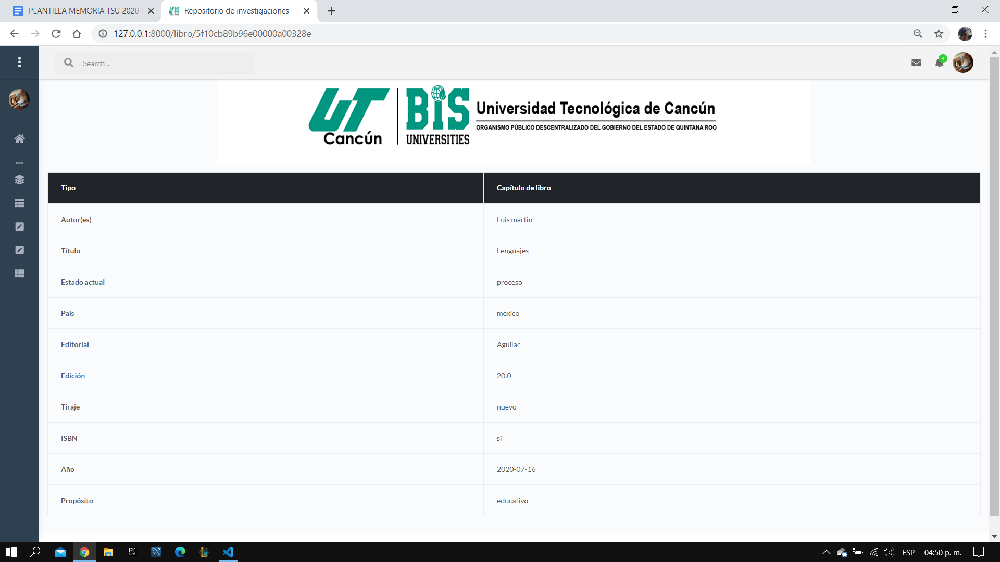 PLANTILLA MEMORIA TSU 2020
Repositorio de investigaciones -
127.0.0.1:8000/libro/5f10cb89b96e00000a00328e
Search ...
4
UT
Cancún
BIS
UNIVERSITIES
Universidad Tecnológica de Cancún
ORGANISMO PÚBLICO DESCENTRALIZADO DEL GOBIERNO DEL ESTADO DE QUINTANA ROO
Tipo Capítulo de libro
Autor(es) Luis martin
Título Lenguajes
Estado actual proceso
País mexico
Editorial Aguilar
Edición 20.0
Tiraje nuevo
ISBN si
Año 2020-07-16
Propósito educativo
EPIC
GAMES
ESP
04:50 p. m.